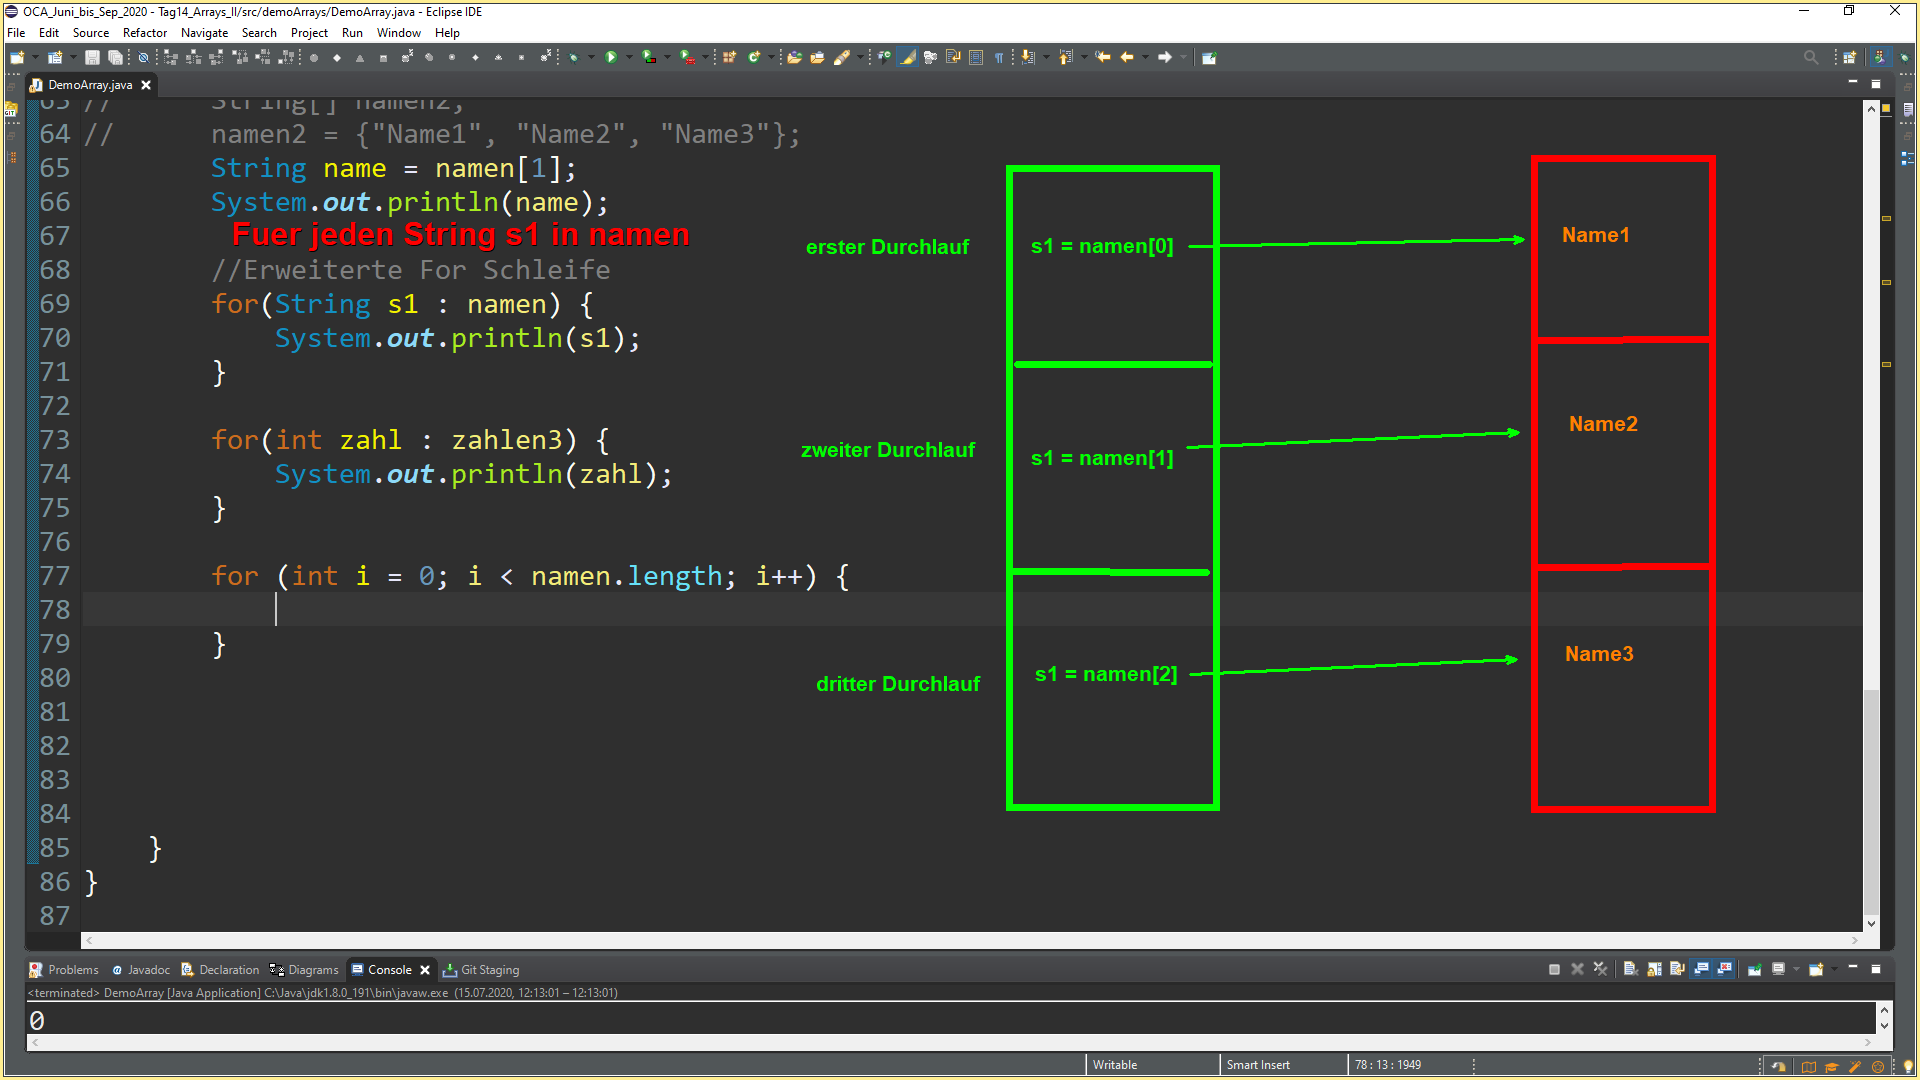 OCA_Juni_bis_Sep_2020 - Tag14_Arrays_II/src/demoArrays/DemoArray.java - Eclipse IDE
File Edit Source Refactor Navigate Search Project Run Window Help
DemoArray.java
63 // String[] namen2;
64 // namen2 = {"Name1", "Name2", "Name3"};
65 String name = namen[1];
66 System.out.println(name);
67 Fuer jeden String s1 in namen
68 //Erweiterte For Schleife
69 for(String s1 : namen) {
70 System.out.println(s1);
71 }
72
73 for(int zahl : zahlen3) {
74 System.out.println(zahl);
75 }
76
77 for (int i = 0; i < namen.length; i++) {
78
79 }
80
81
82
83
84
85 }
86 }
87
erster Durchlauf s1 = namen[0] Name1
zweiter Durchlauf s1 = namen[1] Name2
dritter Durchlauf s1 = namen[2] Name3
Problems @ Javadoc Declaration Diagrams Console Git Staging
<terminated> DemoArray [Java Application] C:\Java\jdk1.8.0_191\bin\javaw.exe (15.07.2020, 12:13:01 – 12:13:01)
0
Writable Smart Insert 78 : 13 : 1949